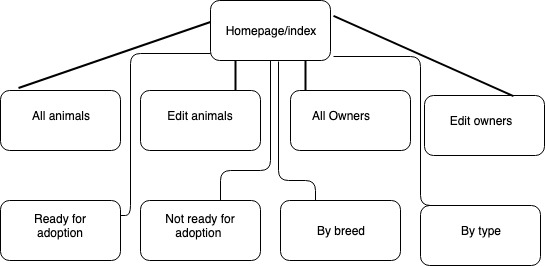 Homepage/index
All animals
Edit animals
All Owners
Edit owners
Ready for
adoption
Not ready for
adoption
By breed
By type